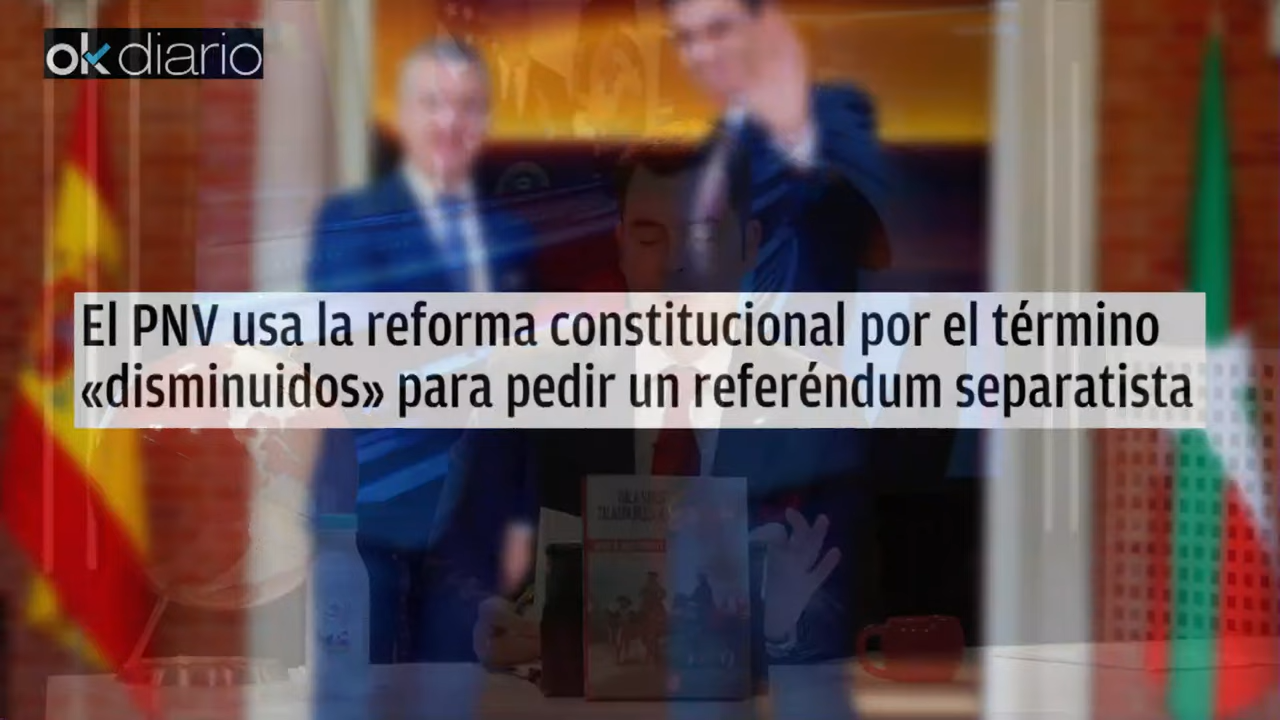 okdiario
El PNV usa la reforma constitucional por el término
«disminuidos» para pedir un referéndum separatista